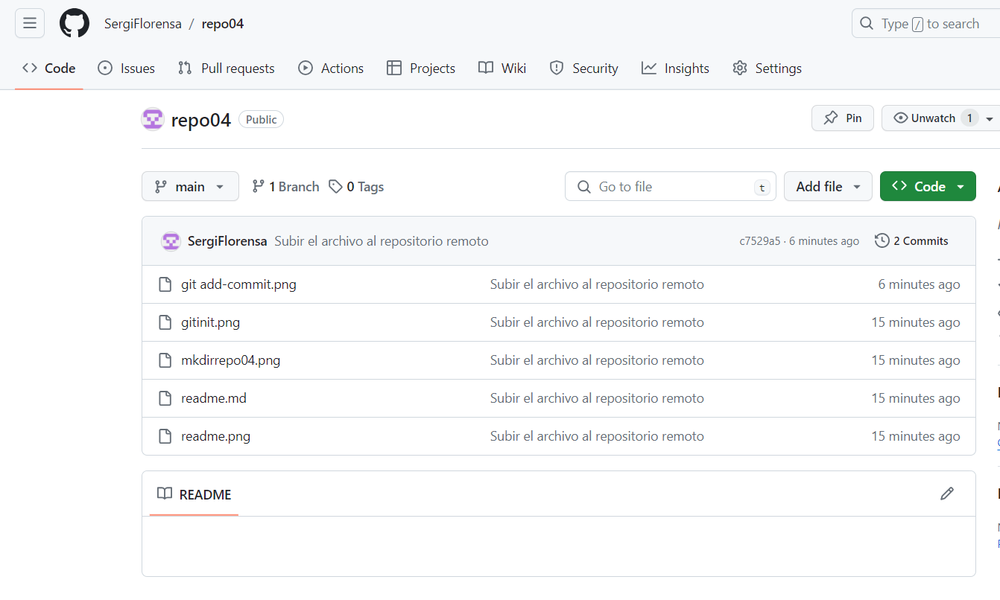 SergiFlorensa / repo04
Type / to search
Code Issues Pull requests Actions Projects Wiki Security Insights Settings
repo04 Public
Pin Unwatch 1
main 1 Branch 0 Tags
Go to file t Add file Code
SergiFlorensa Subir el archivo al repositorio remoto c7529a5 · 6 minutes ago 2 Commits
git add-commit.png Subir el archivo al repositorio remoto 6 minutes ago
gitinit.png Subir el archivo al repositorio remoto 15 minutes ago
mkdirrepo04.png Subir el archivo al repositorio remoto 15 minutes ago
readme.md Subir el archivo al repositorio remoto 15 minutes ago
readme.png Subir el archivo al repositorio remoto 15 minutes ago
README